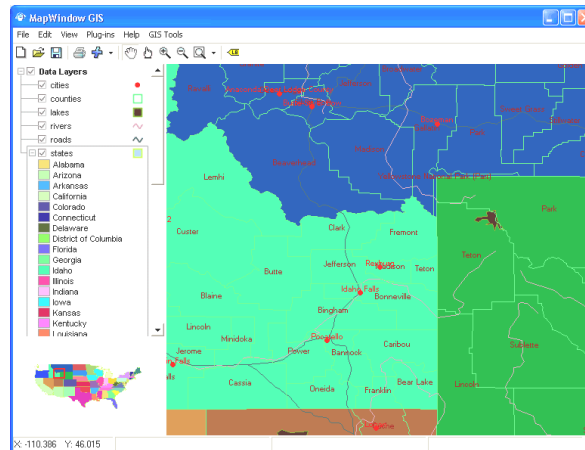 MapWindow GIS
File Edit View Plug-ins Help GIS Tools
Data Layers
cities
counties
lakes
rivers
roads
states
Alabama
Arizona
Arkansas
California
Colorado
Connecticut
Delaware
District of Columbia
Florida
Georgia
Idaho
Illinois
Indiana
Iowa
Kansas
Kentucky
Louisiana
Lemhi
Park
2
Custer
Clark
Fremont
Teton
Butte
Jefferson
Rexburg
Madison
Teton
Blaine
Idaho Falls
Bonneville
Bingham
Lincoln
Minidoka
Pocatello
Sublette
Jerome
Power
Bannock
Caribou
Falls
Cassia
Oneida
Franklin
Bear Lake
Lincoln
X: -110.386 Y: 46.015